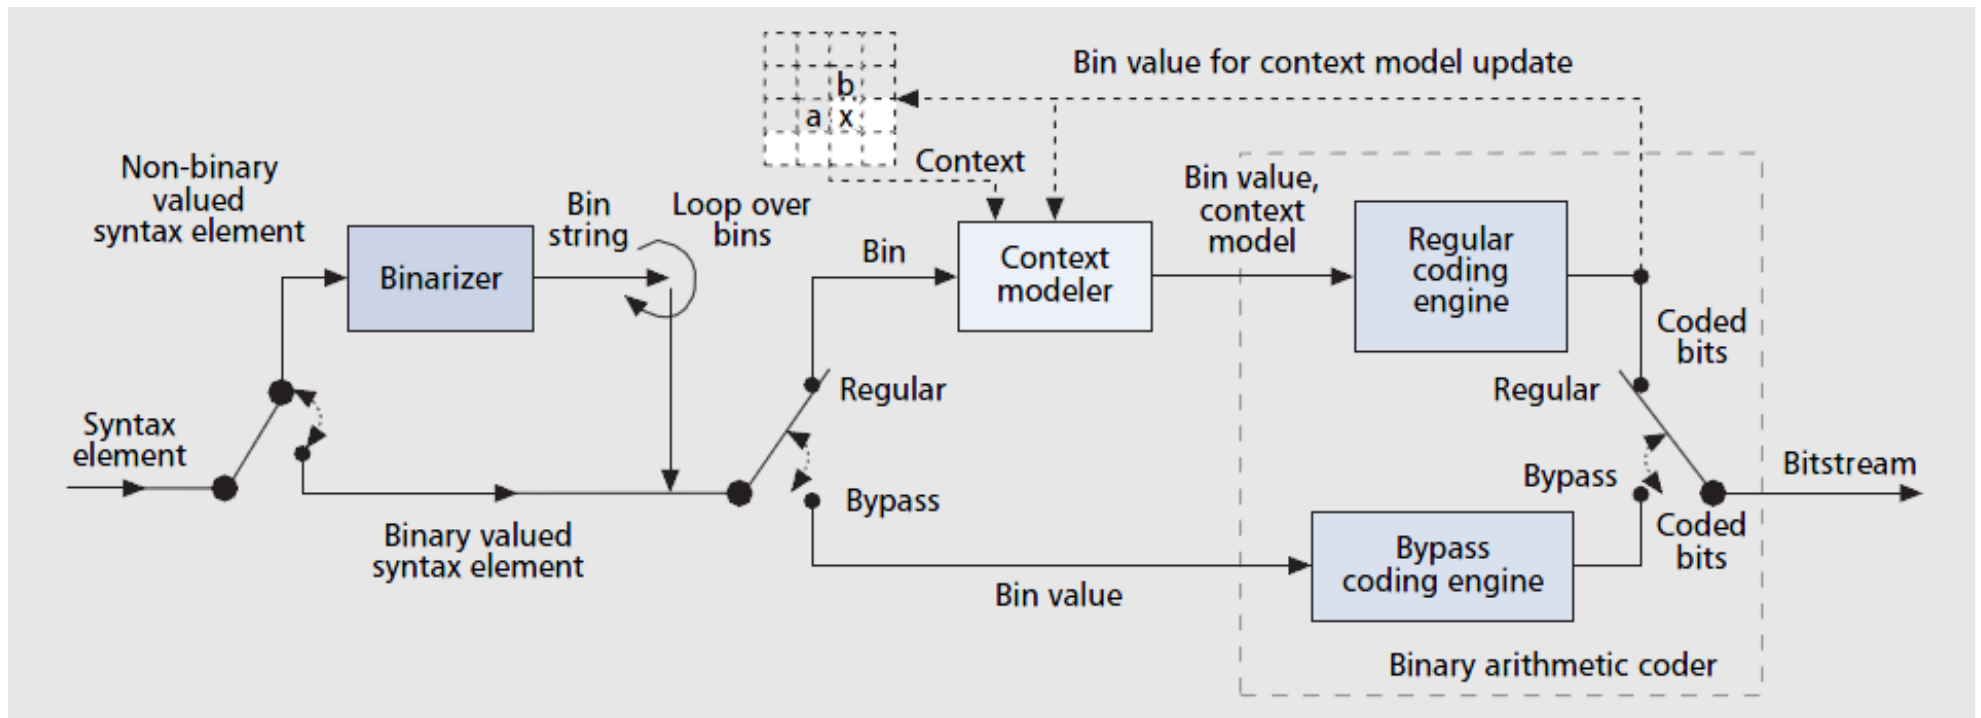 Bin value for context model update
b
a x
Context
Non-binary
valued
syntax element
Bin
string
Loop over
bins
Bin value,
context
model
Binarizer
Bin
Context
modeler
Regular
coding
engine
Coded
bits
Syntax
element
Regular
Regular
Bypass
Bypass
Bitstream
Binary valued
syntax element
Coded
bits
Bin value
Bypass
coding engine
Binary arithmetic coder